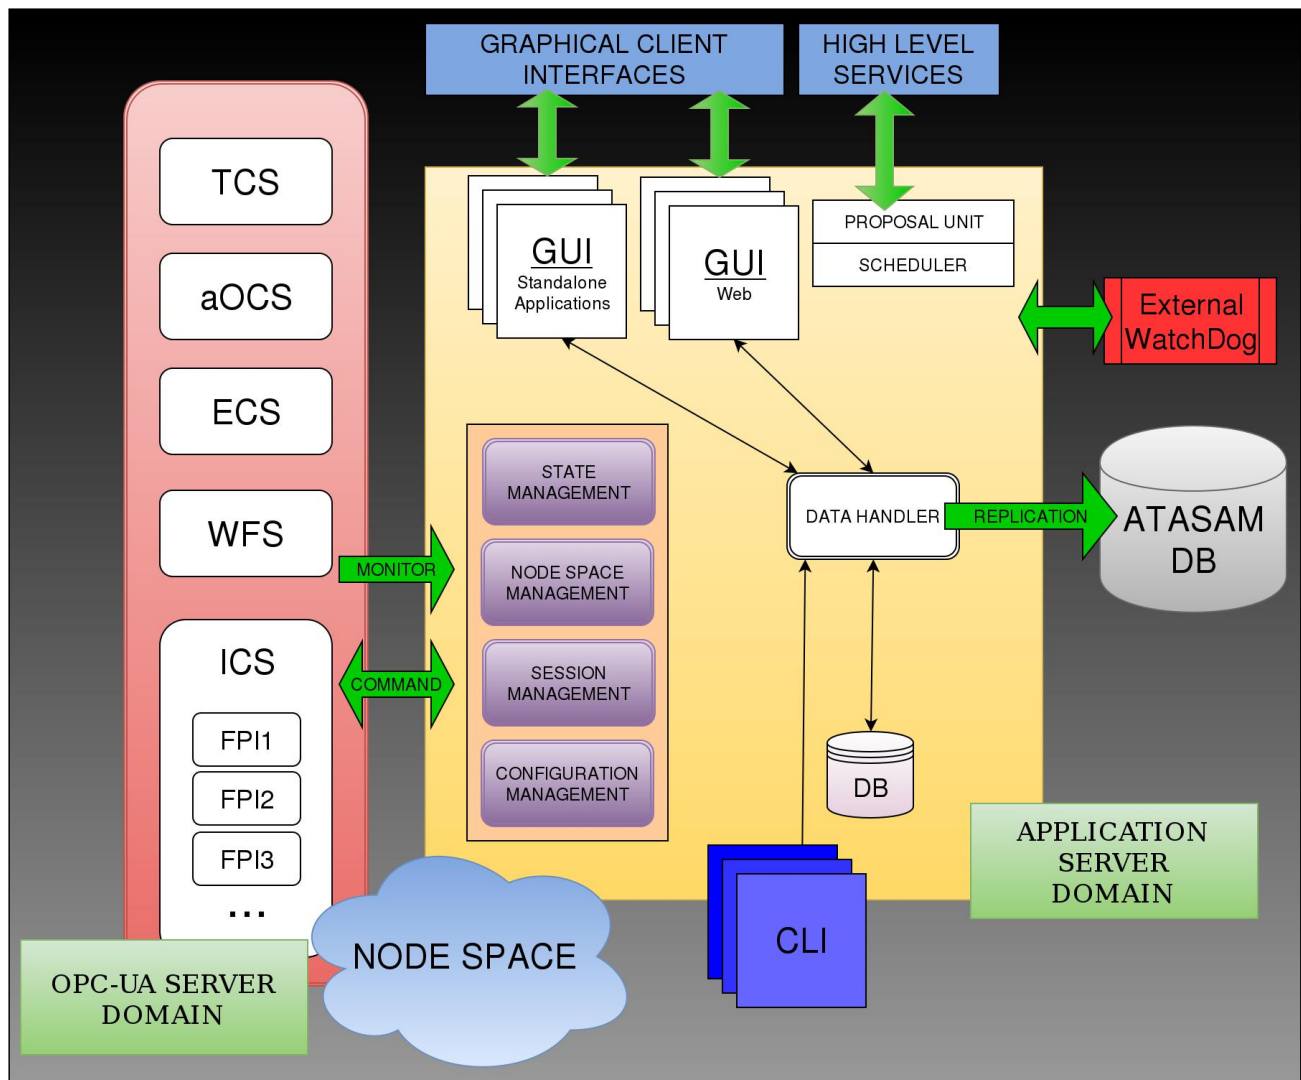 GRAPHICAL CLIENT
INTERFACES
HIGH LEVEL
SERVICES
TCS
aOCS
ECS
WFS
ICS
FPI1
FPI2
FPI3
...
OPC-UA SERVER
DOMAIN
MONITOR
COMMAND
NODE SPACE
GUI
Standalone
Applications
GUI
Web
PROPOSAL UNIT
SCHEDULER
External
WatchDog
STATE
MANAGEMENT
NODE SPACE
MANAGEMENT
SESSION
MANAGEMENT
CONFIGURATION
MANAGEMENT
DATA HANDLER
REPLICATION
ATASAM
DB
DB
CLI
APPLICATION
SERVER
DOMAIN